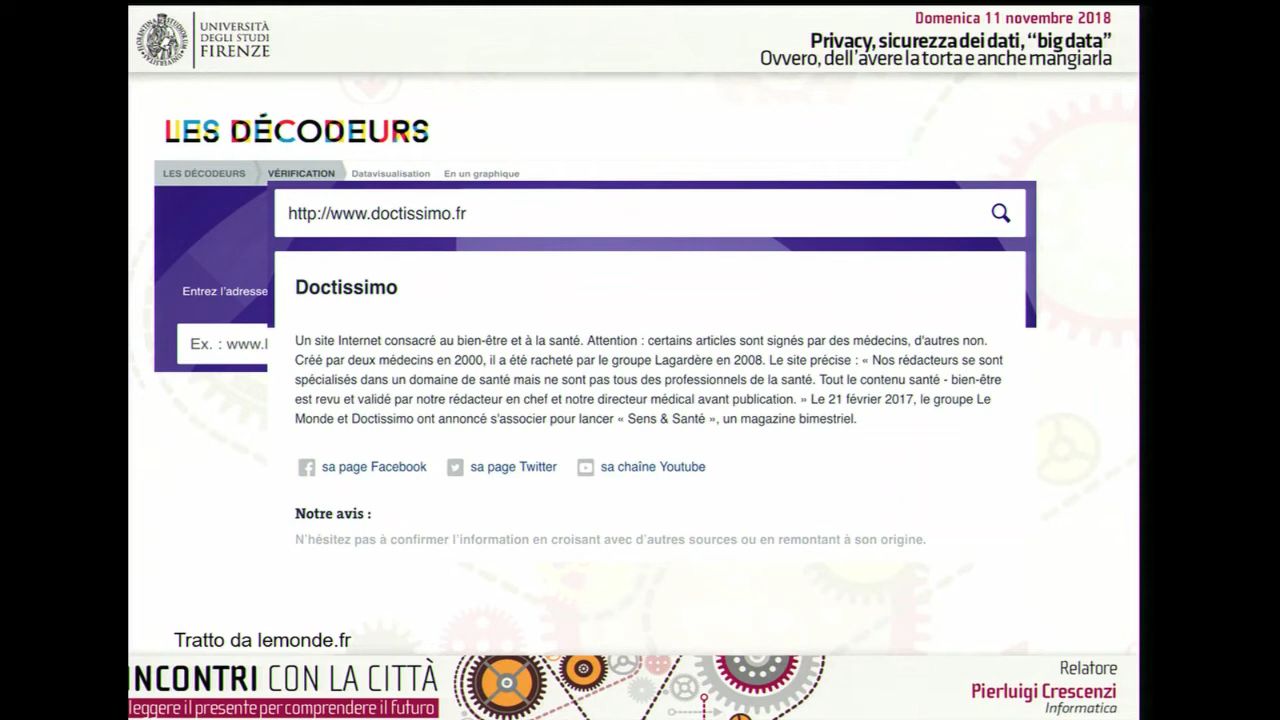 UNIVERSITÀ
DEGLI STUDI
FIRENZE
Domenica 11 novembre 2018
Privacy, sicurezza dei dati, “big data”
Ovvero, dell’avere la torta e anche mangiarla
LES DÉCODEURS
LES DÉCODEURS VÉRIFICATION Datavisualisation En un graphique
http://www.doctissimo.fr
Entrez l’adresse
Ex. : www.l
Doctissimo
Un site Internet consacré au bien-être et à la santé. Attention : certains articles sont signés par des médecins, d'autres non.
Créé par deux médecins en 2000, il a été racheté par le groupe Lagardère en 2008. Le site précise : « Nos rédacteurs se sont
spécialisés dans un domaine de santé mais ne sont pas tous des professionnels de la santé. Tout le contenu santé - bien-être
est revu et validé par notre rédacteur en chef et notre directeur médical avant publication. » Le 21 février 2017, le groupe Le
Monde et Doctissimo ont annoncé s'associer pour lancer « Sens & Santé », un magazine bimestriel.
sa page Facebook sa page Twitter sa chaîne Youtube
Notre avis :
N’hésitez pas à confirmer l’information en croisant avec d’autres sources ou en remontant à son origine.
Tratto da lemonde.fr
NCONTRI CON LA CITTÀ
leggere il presente per comprendere il futuro
Relatore
Pierluigi Crescenzi
Informatica